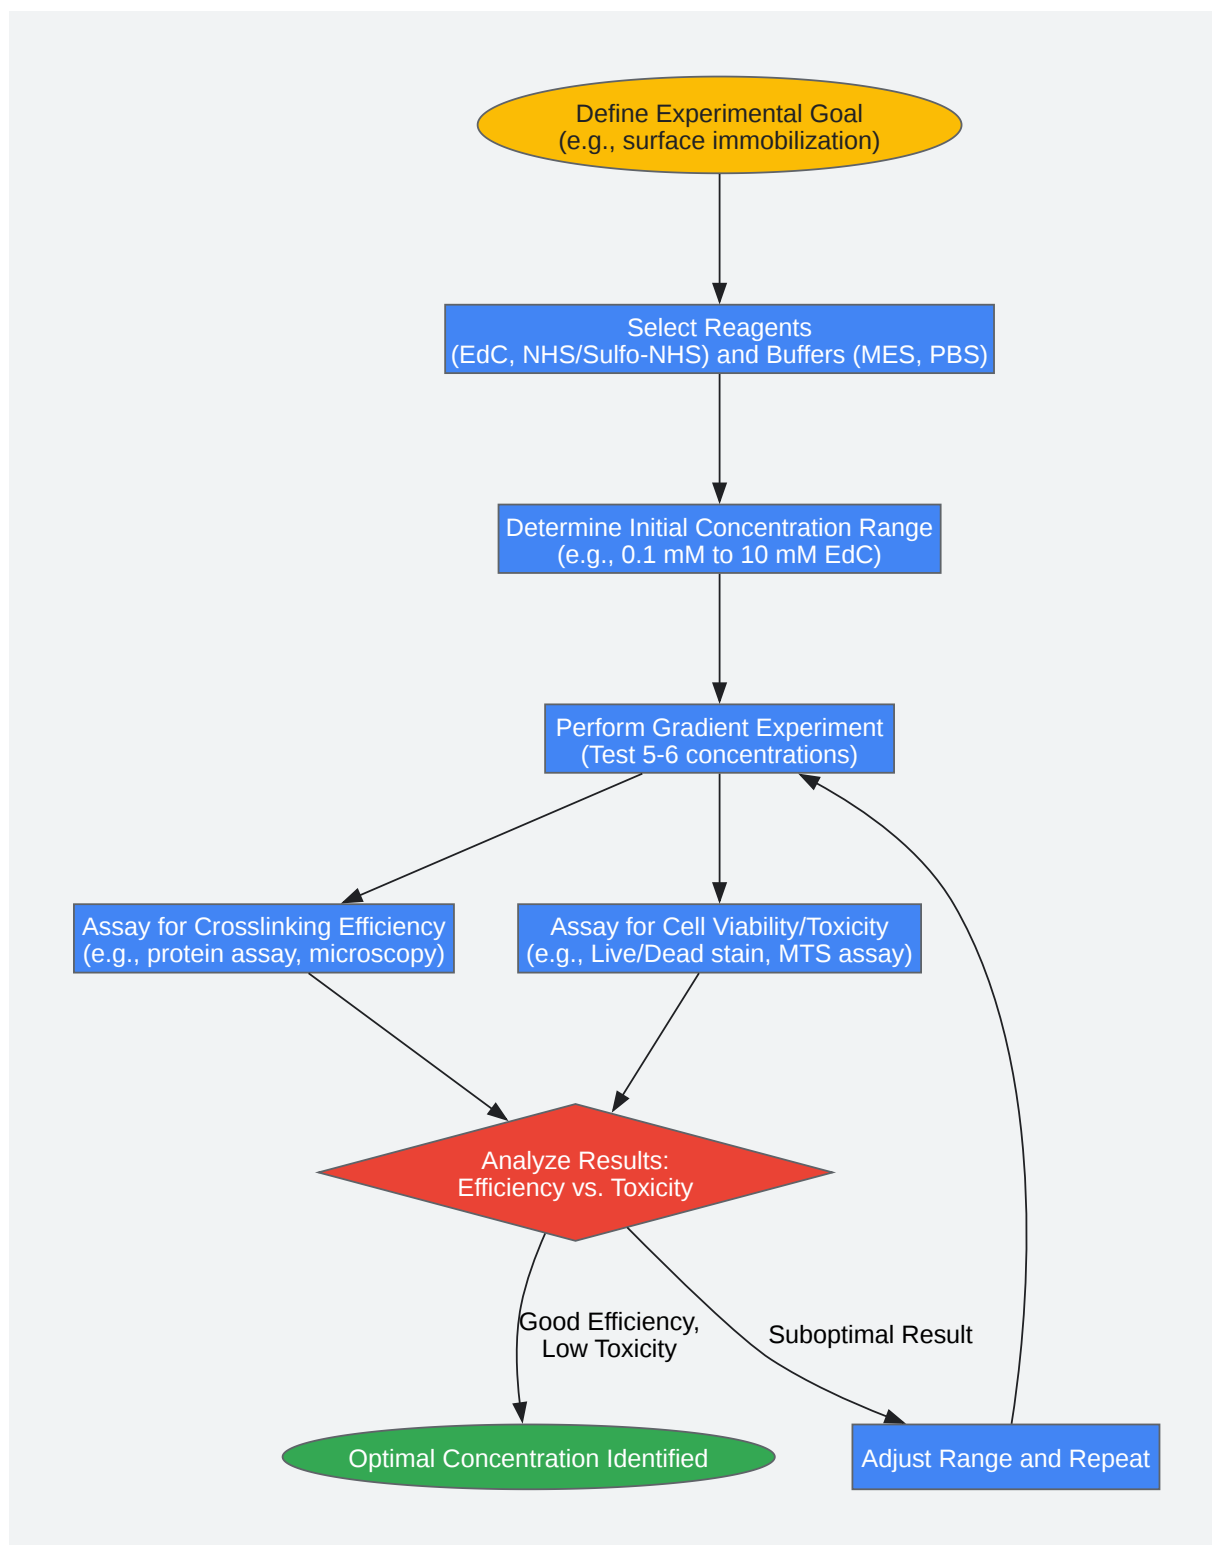 Define Experimental Goal
(e.g., surface immobilization)
Select Reagents
(EdC, NHS/Sulfo-NHS) and Buffers (MES, PBS)
Determine Initial Concentration Range
(e.g., 0.1 mM to 10 mM EdC)
Perform Gradient Experiment
(Test 5-6 concentrations)
Assay for Crosslinking Efficiency
(e.g., protein assay, microscopy)
Assay for Cell Viability/Toxicity
(e.g., Live/Dead stain, MTS assay)
Analyze Results:
Efficiency vs. Toxicity
Good Efficiency,
Low Toxicity
Suboptimal Result
Optimal Concentration Identified
Adjust Range and Repeat